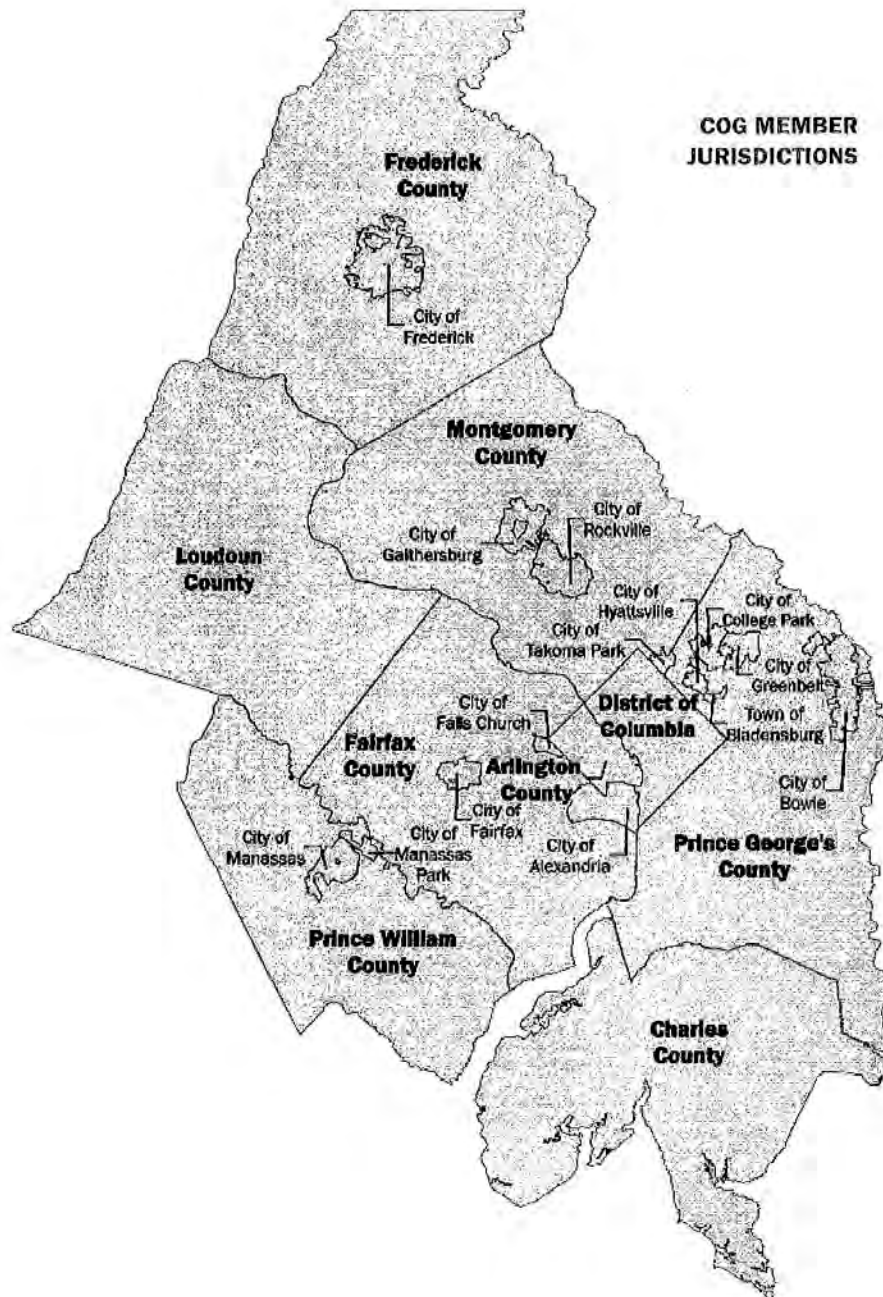 COG MEMBER
JURISDICTIONS
Frederick
County
City of
Frederick
Montgomery
County
City of
Rockville
City of
Gaithersburg
Loudoun
County
City of
Hyattsville
City of
College Park
City of
Takoma Park
City of
Greenbelt
City of
Falls Church
District of
Columbia
Town of
Bladensburg
Fairfax
County
Arlington
County
City of
Bowie
City of
Fairfax
City of
Manassas
City of
Manassas
Park
City of
Alexandria
Prince George's
County
Prince William
County
Charles
County